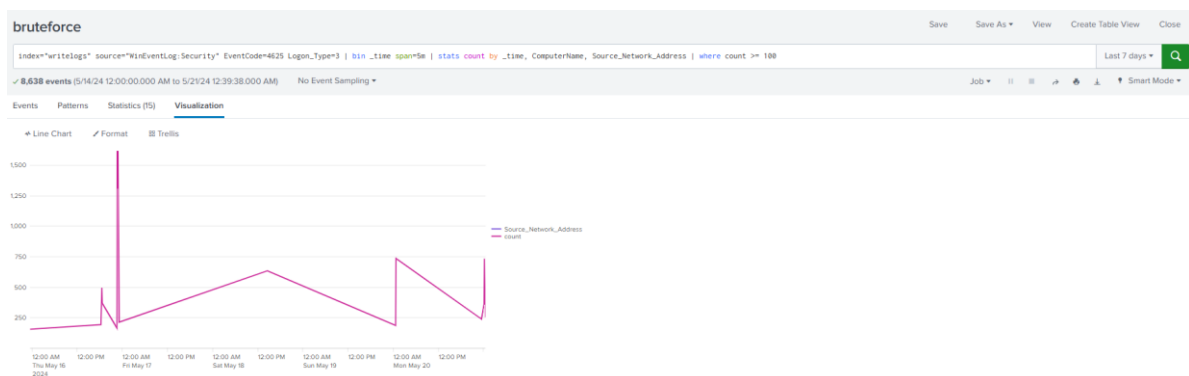 bruteforce
Save Save As View Create Table View Close
index="writelogs" source="WinEventLog:Security" EventCode=4625 Logon_Type=3 | bin _time span=5m | stats count by _time, ComputerName, Source_Network_Address | where count >= 100
Last 7 days
8,638 events (5/14/24 12:00:00.000 AM to 5/21/24 12:39:38.000 AM) No Event Sampling
Job Smart Mode
Events Patterns Statistics (15) Visualization
Line Chart Format Trellis
1,500
1,250
1,000
750
500
250
Source_Network_Address
count
12:00 AM 12:00 PM 12:00 AM 12:00 PM 12:00 AM 12:00 PM 12:00 AM 12:00 PM 12:00 AM 12:00 PM
Thu May 16 Fri May 17 Sat May 18 Sun May 19 Mon May 20
2024